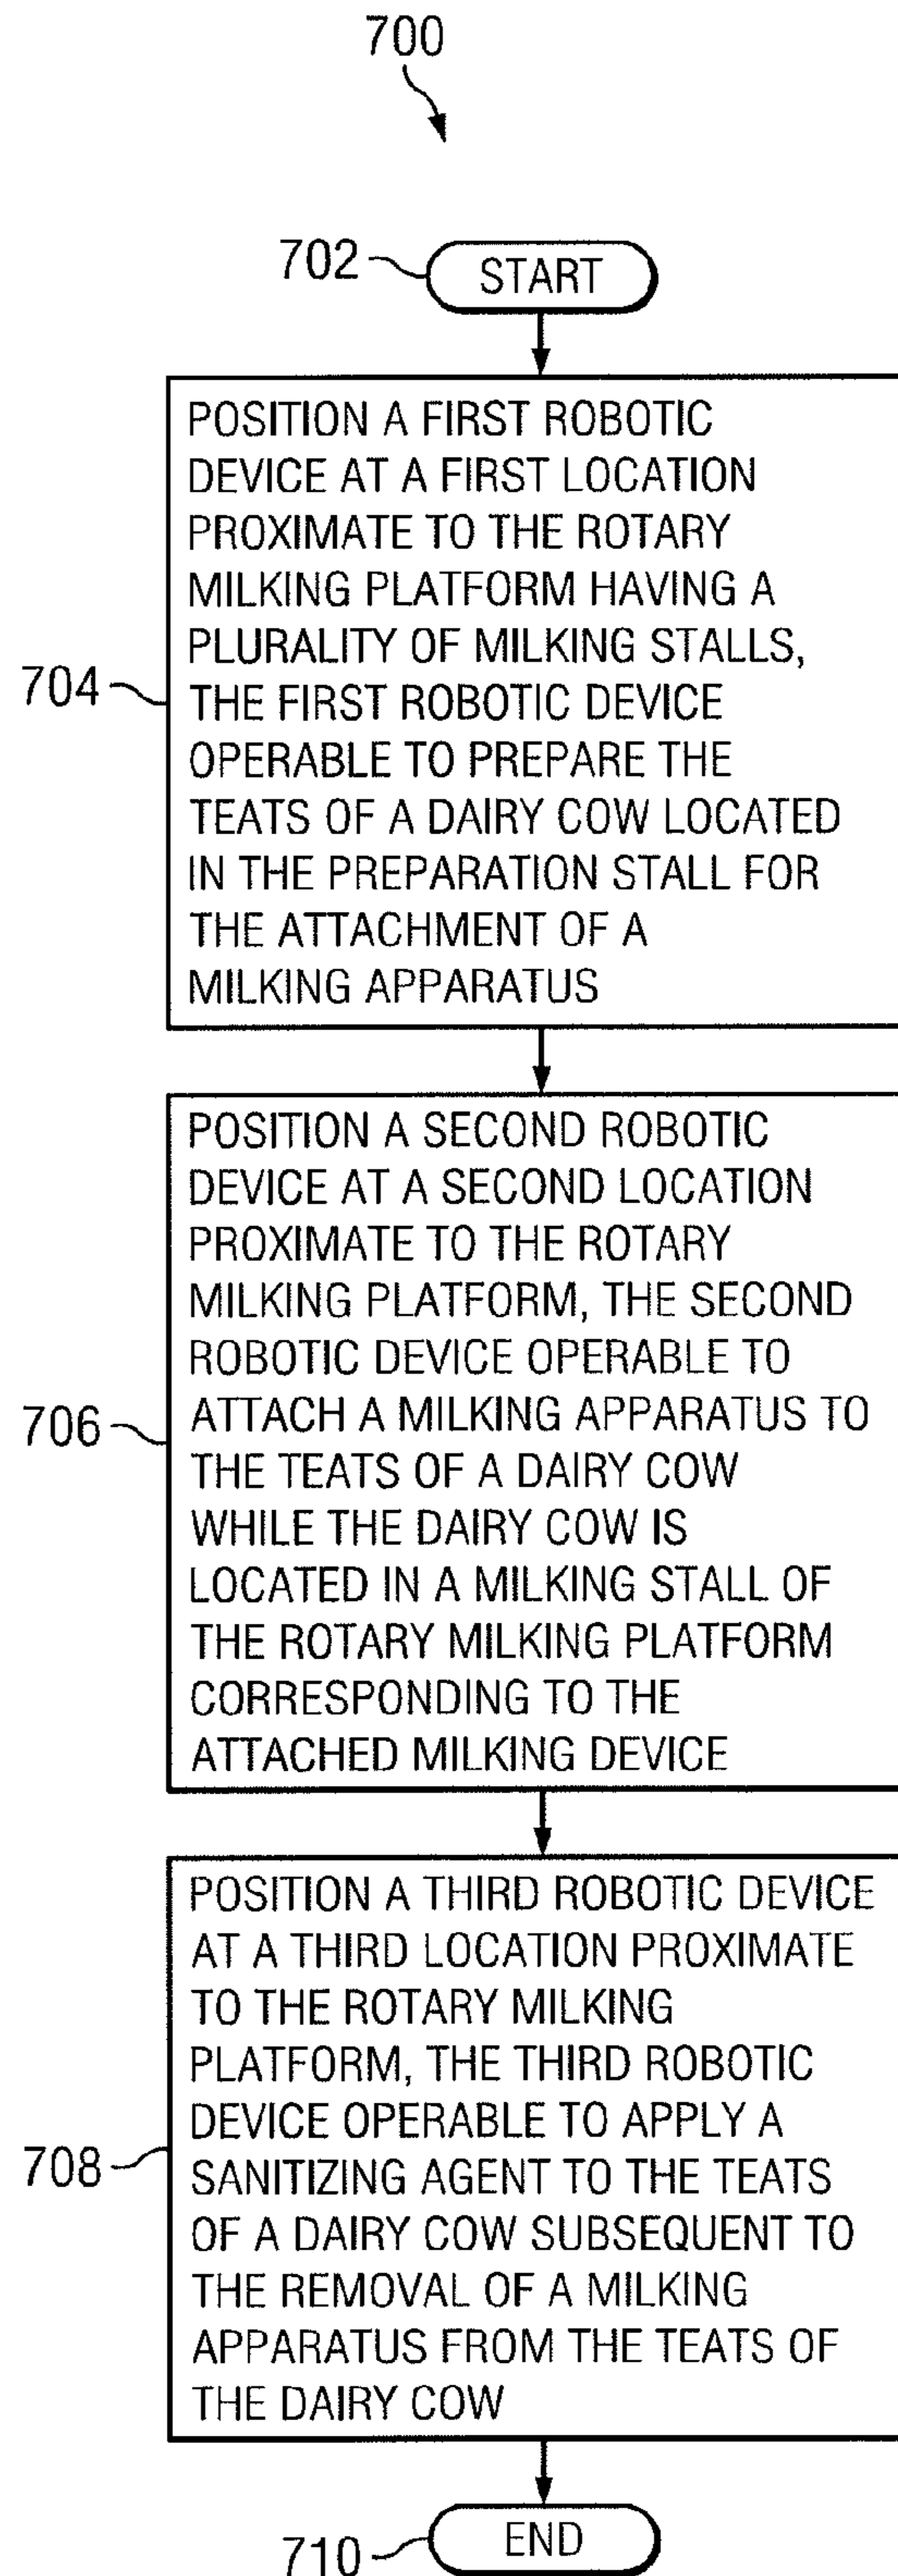 700
702
START
POSITION A FIRST ROBOTIC
DEVICE AT A FIRST LOCATION
PROXIMATE TO THE ROTARY
MILKING PLATFORM HAVING A
PLURALITY OF MILKING STALLS,
704
THE FIRST ROBOTIC DEVICE
OPERABLE TO PREPARE THE
TEATS OF A DAIRY COW LOCATED
IN THE PREPARATION STALL FOR
THE ATTACHMENT OF A
MILKING APPARATUS
POSITION A SECOND ROBOTIC
DEVICE AT A SECOND LOCATION
PROXIMATE TO THE ROTARY
MILKING PLATFORM, THE SECOND
ROBOTIC DEVICE OPERABLE TO
706
ATTACH A MILKING APPARATUS TO
THE TEATS OF A DAIRY COW
WHILE THE DAIRY COW IS
LOCATED IN A MILKING STALL OF
THE ROTARY MILKING PLATFORM
CORRESPONDING TO THE
ATTACHED MILKING DEVICE
POSITION A THIRD ROBOTIC DEVICE
AT A THIRD LOCATION PROXIMATE
TO THE ROTARY MILKING
PLATFORM, THE THIRD ROBOTIC
DEVICE OPERABLE TO APPLY A
708
SANITIZING AGENT TO THE TEATS
OF A DAIRY COW SUBSEQUENT TO
THE REMOVAL OF A MILKING
APPARATUS FROM THE TEATS OF
THE DAIRY COW
710
END